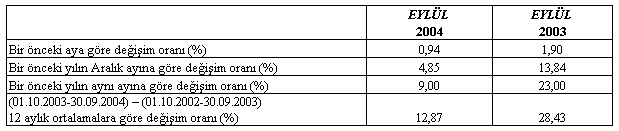 EYLÜL EYLÜL
2004 2003
Bir önceki aya göre değişim oranı (%) 0,94 1,90
Bir önceki yılın Aralık ayına göre değişim oranı (%) 4,85 13,84
Bir önceki yılın aynı ayına göre değişim oranı (%) 9,00 23,00
(01.10.2003-30.09.2004) – (01.10.2002-30.09.2003)
12 aylık ortalamalara göre değişim oranı (%) 12,87 28,43